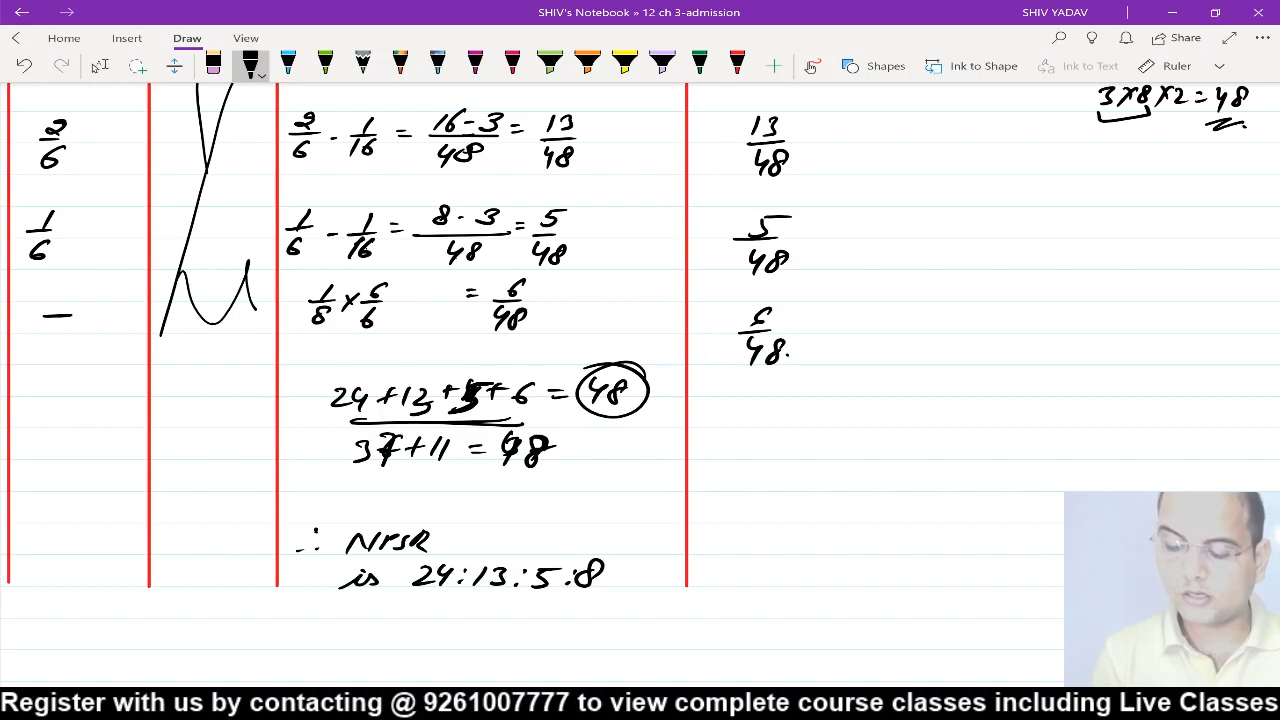 SHIV's Notebook » 12 ch 3-admission
SHIV YADAV
Home Insert Draw View
Share
Shapes Ink to Shape Ink to Text Ruler
3 × 8 × 2 = 48
2/6
2/6 - 1/16 = 16 - 3/48 = 13/48
13/48
1/6
1/6 - 1/16 = 8 - 3/48 = 5/48
5/48
—
1/8 × 6/6 = 6/48
6/48.
24 + 13 + 5 + 6 = 48
37 + 11 = 48
∴ NPSR
is 24 : 13 : 5 : 8
Register with us by contacting @ 9261007777 to view complete course classes including Live Classes